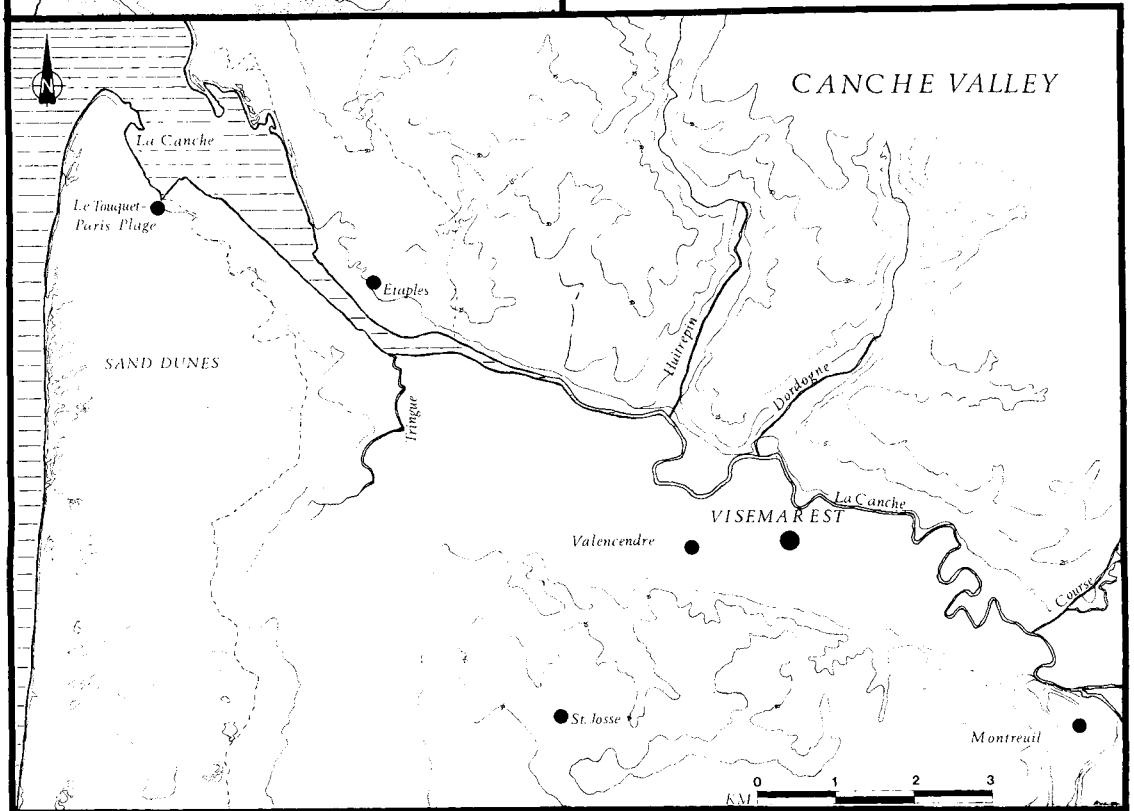 N
CANCHE VALLEY
La Canche
Le Touquet-
Paris Plage
Etaples
SAND DUNES
Huitrepin
Dordogne
Tringue
La Canche
VISEMAREST
Valencendre
Course
St. Josse
Montreuil
0 1 2 3
KM